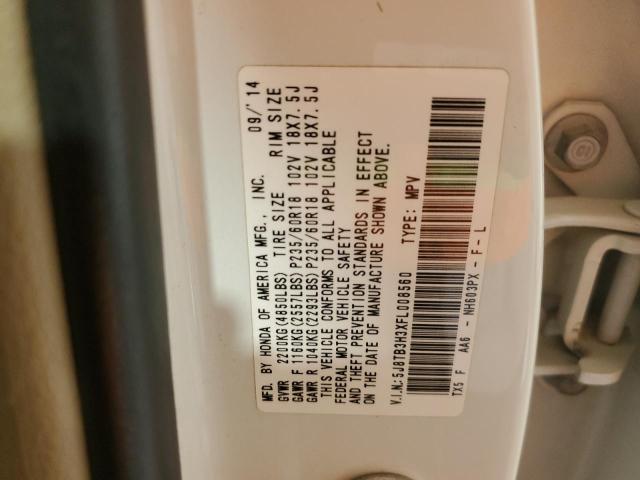 MFD. BY HONDA OF AMERICA MFG., INC. 09/'14
GVWR 2200KG(4850LBS) TIRE SIZE RIM SIZE
GAWR F 1160KG(2557LBS) P235/60R18 102V 18X7.5J
GAWR R 1040KG(2293LBS) P235/60R18 102V 18X7.5J
THIS VEHICLE CONFORMS TO ALL APPLICABLE
FEDERAL MOTOR VEHICLE SAFETY
AND THEFT PREVENTION STANDARDS IN EFFECT
ON THE DATE OF MANUFACTURE SHOWN ABOVE.
V.I.N.: 5J8TB3H3XFL008560 TYPE: MPV
TX5 F AA6 - NH603PX - F - L